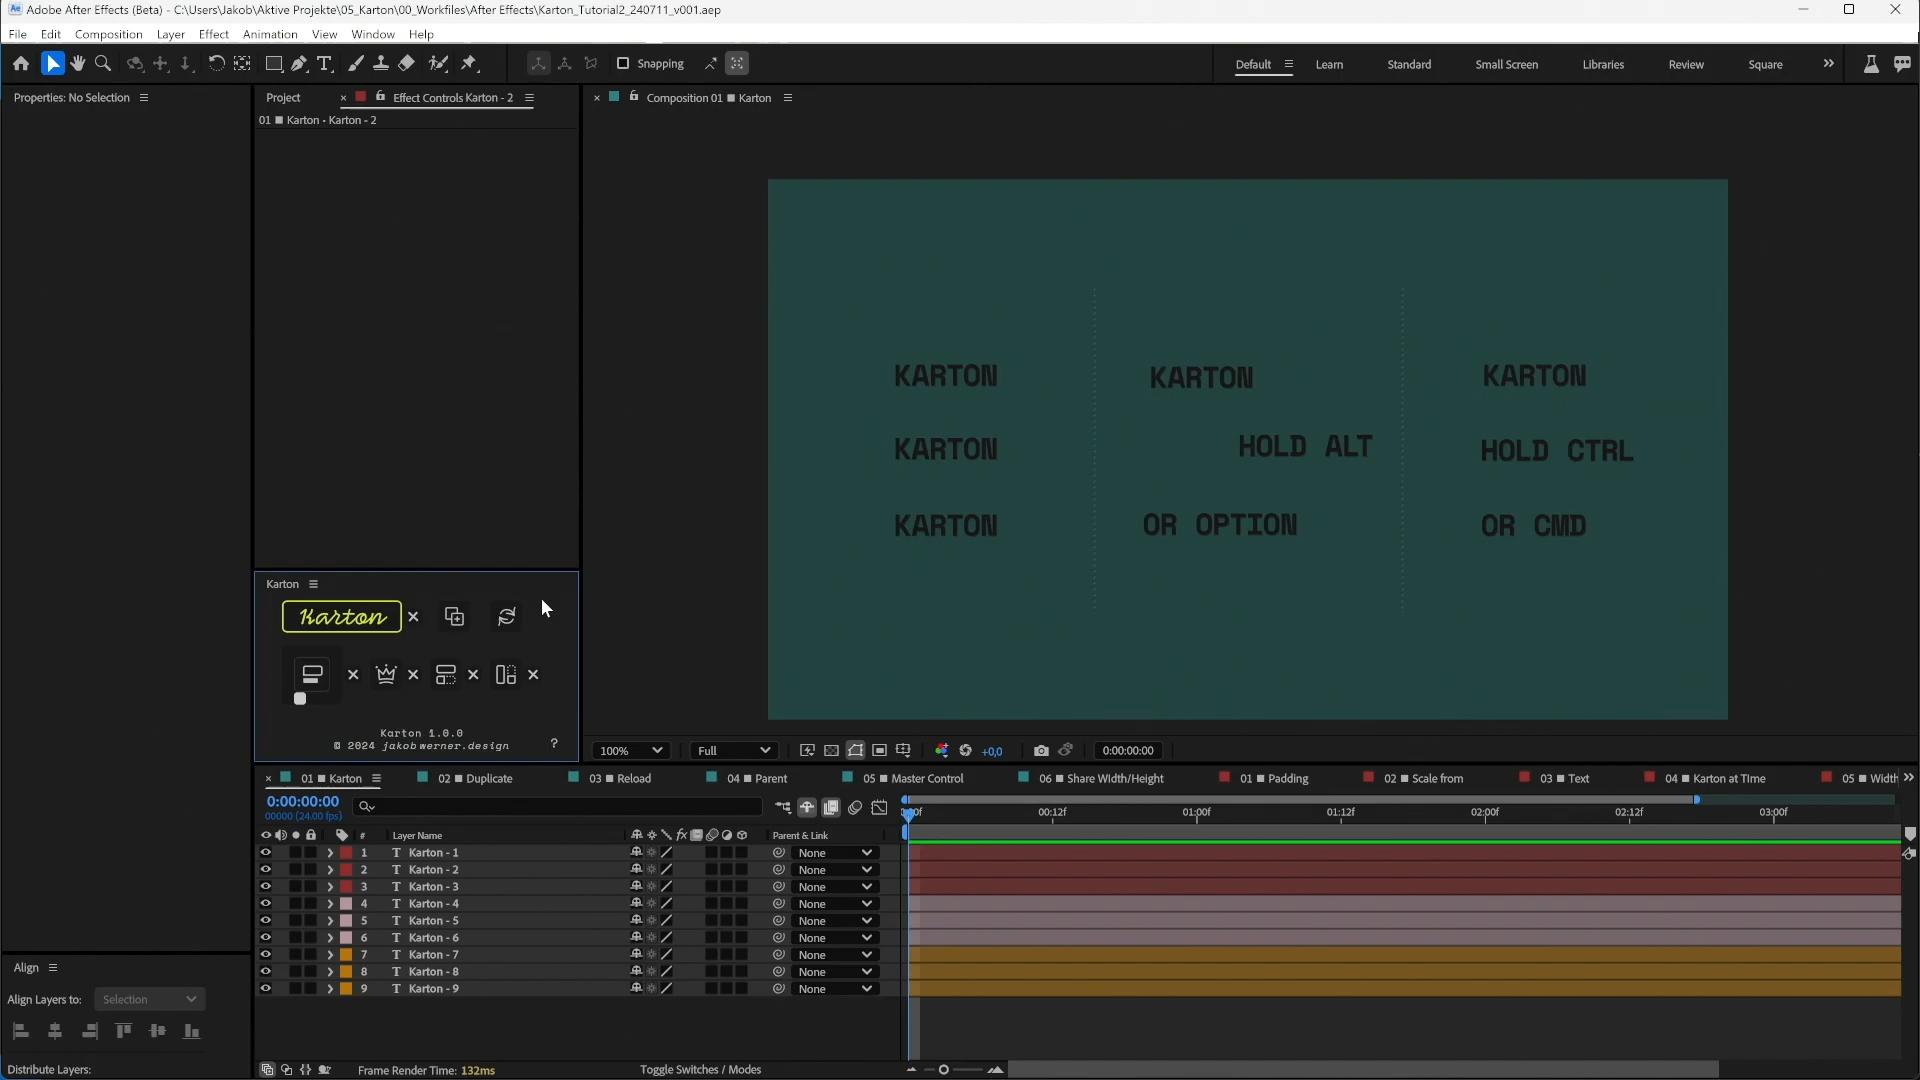 Adobe After Effects (Beta) - C:\Users\Jakob\Aktive Projekte\05_Karton\00_Workfiles\After Effects\Karton_Tutorial2_240711_v001.aep
File Edit Composition Layer Effect Animation View Window Help
Snapping
Default Learn Standard Small Screen Libraries Review Square
Properties: No Selection
Project
Effect Controls Karton - 2
Composition 01 ■ Karton
01 ■ Karton • Karton - 2
KARTON KARTON KARTON
KARTON HOLD ALT HOLD CTRL
KARTON OR OPTION OR CMD
Karton
Karton
Karton 1.0.0
© 2024 jakobwerner.design
?
100% Full +0,0 0:00:00:00
01 ■ Karton 02 ■ Duplicate 03 ■ Reload 04 ■ Parent 05 ■ Master Control 06 ■ Share Width/Height 01 ■ Padding 02 ■ Scale from 03 ■ Text 04 ■ Karton at Time 05 ■ Width
0:00:00:00
00000 (24.00 fps)
00:12f 01:00f 01:12f 02:00f 02:12f 03:00f
# Layer Name fx Parent & Link
1 T Karton - 1 None
2 T Karton - 2 None
3 T Karton - 3 None
4 T Karton - 4 None
5 T Karton - 5 None
6 T Karton - 6 None
7 T Karton - 7 None
8 T Karton - 8 None
9 T Karton - 9 None
Align
Align Layers to: Selection
Distribute Layers:
Frame Render Time: 132ms
Toggle Switches / Modes